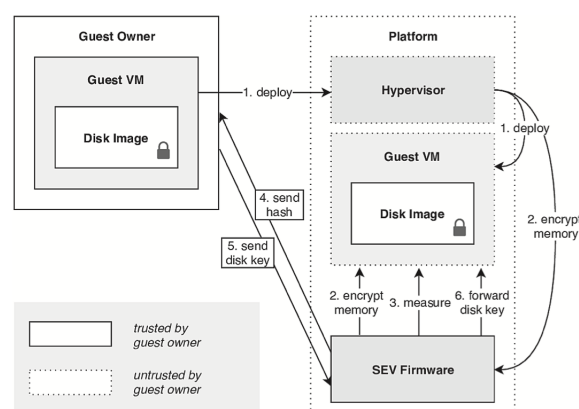 Guest Owner
Guest VM
Disk Image
1. deploy
Platform
Hypervisor
1. deploy
Guest VM
Disk Image
2. encrypt
memory
4. send
hash
5. send
disk key
2. encrypt
memory
3. measure
6. forward
disk key
SEV Firmware
trusted by
guest owner
untrusted by
guest owner